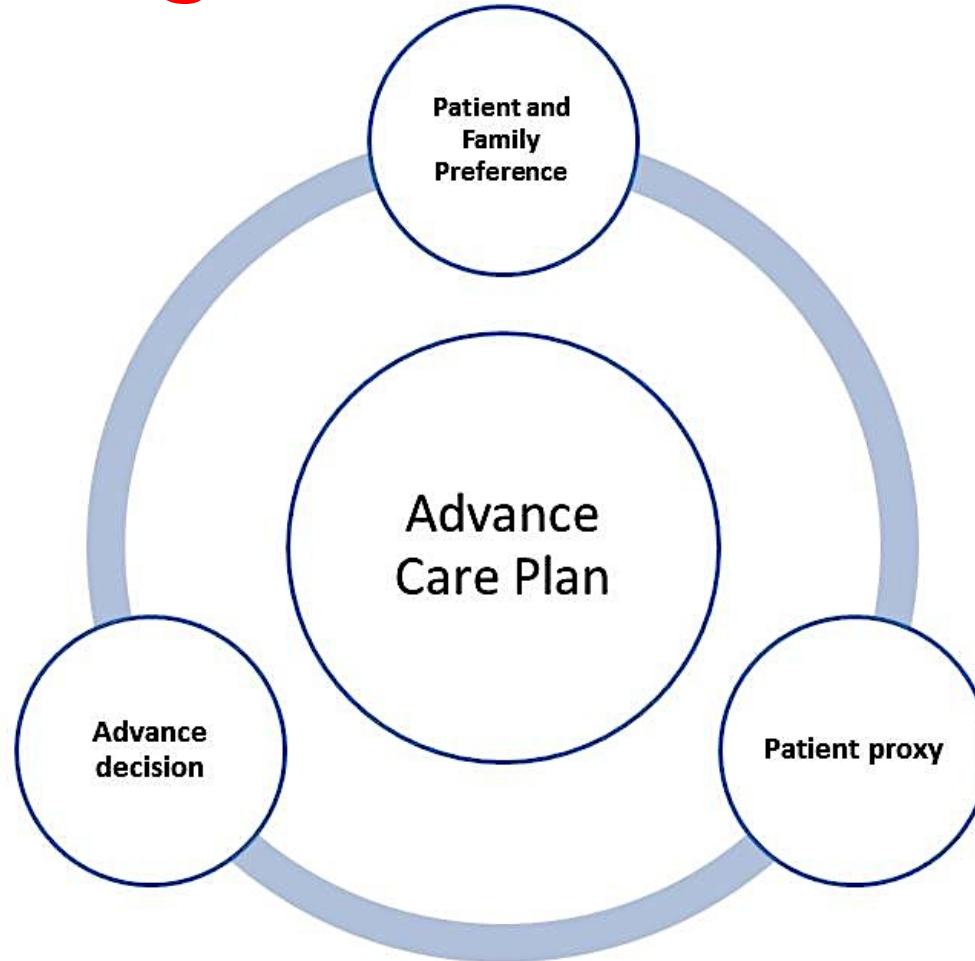 Patient and
Family
Preference
Advance
Care Plan
Advance
decision
Patient proxy